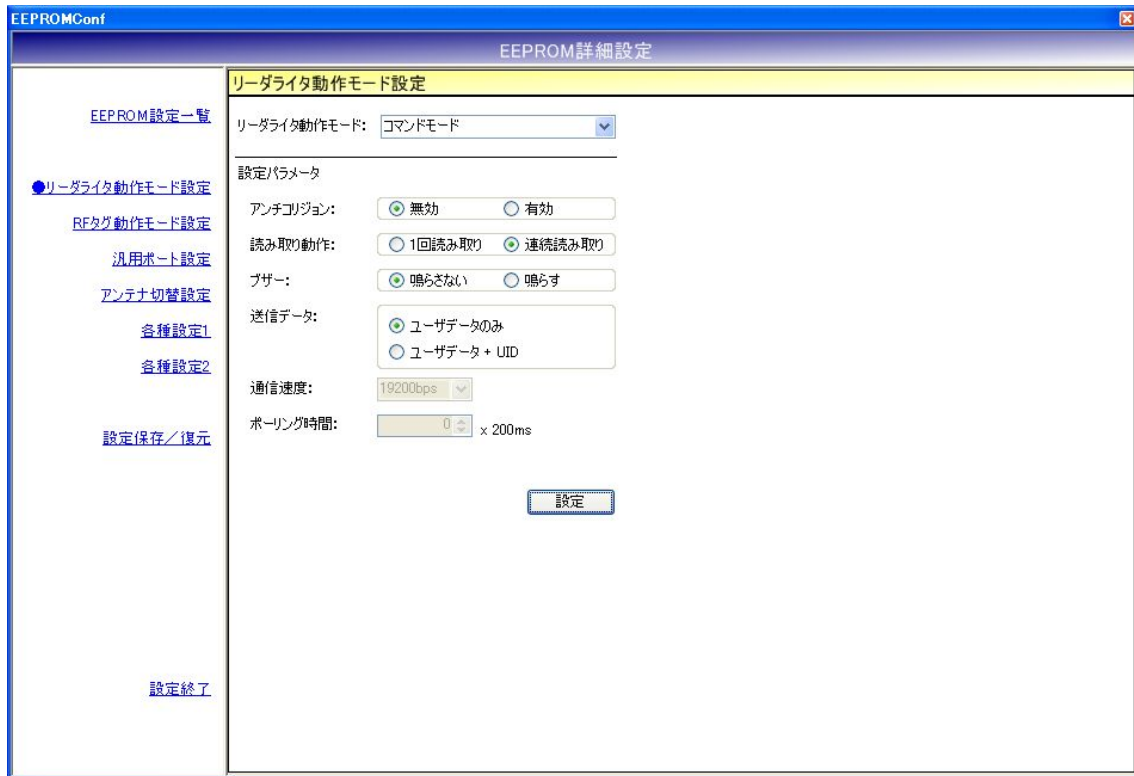 EEPROMConf
EEPROM詳細設定
EEPROM設定一覧
●リーダライタ動作モード設定
RFタグ動作モード設定
汎用ポート設定
アンテナ切替設定
各種設定1
各種設定2
設定保存／復元
設定終了
リーダライタ動作モード設定
リーダライタ動作モード: コマンドモード
設定パラメータ
アンチコリジョン: 無効 有効
読み取り動作: 1回読み取り 連続読み取り
ブザー: 鳴らさない 鳴らす
送信データ: ユーザデータのみ
ユーザデータ + UID
通信速度: 19200bps
ポーリング時間: 0 x 200ms
設定